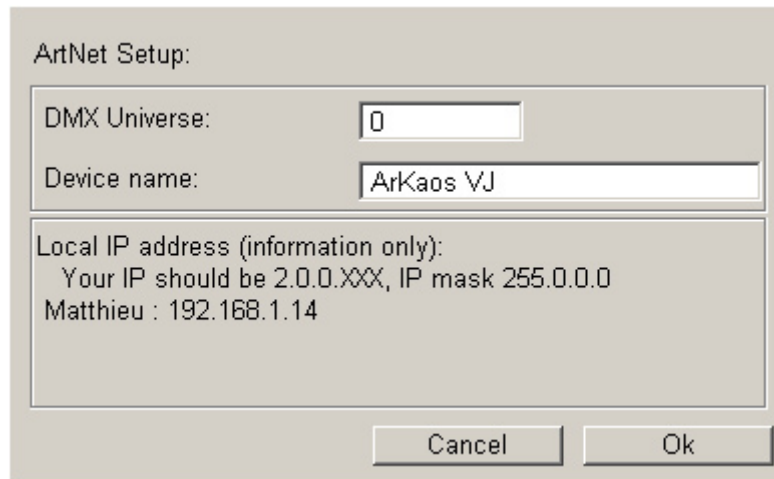 ArtNet Setup:
DMX Universe: 0
Device name: ArKaos VJ
Local IP address (information only):
Your IP should be 2.0.0.XXX, IP mask 255.0.0.0
Matthieu : 192.168.1.14
Cancel Ok